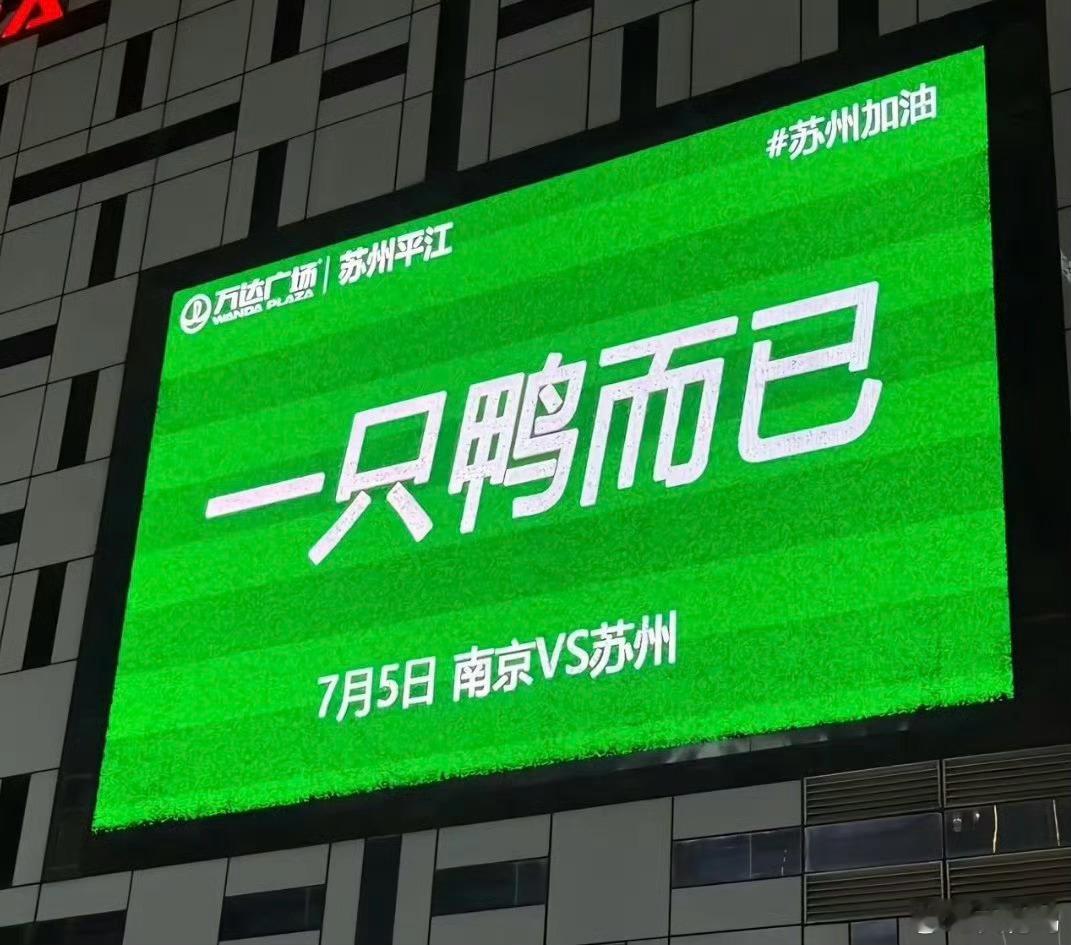 #苏州加油
万达广场 | 苏州平江
WANDA PLAZA
一只鸭而已
7月5日 南京VS苏州